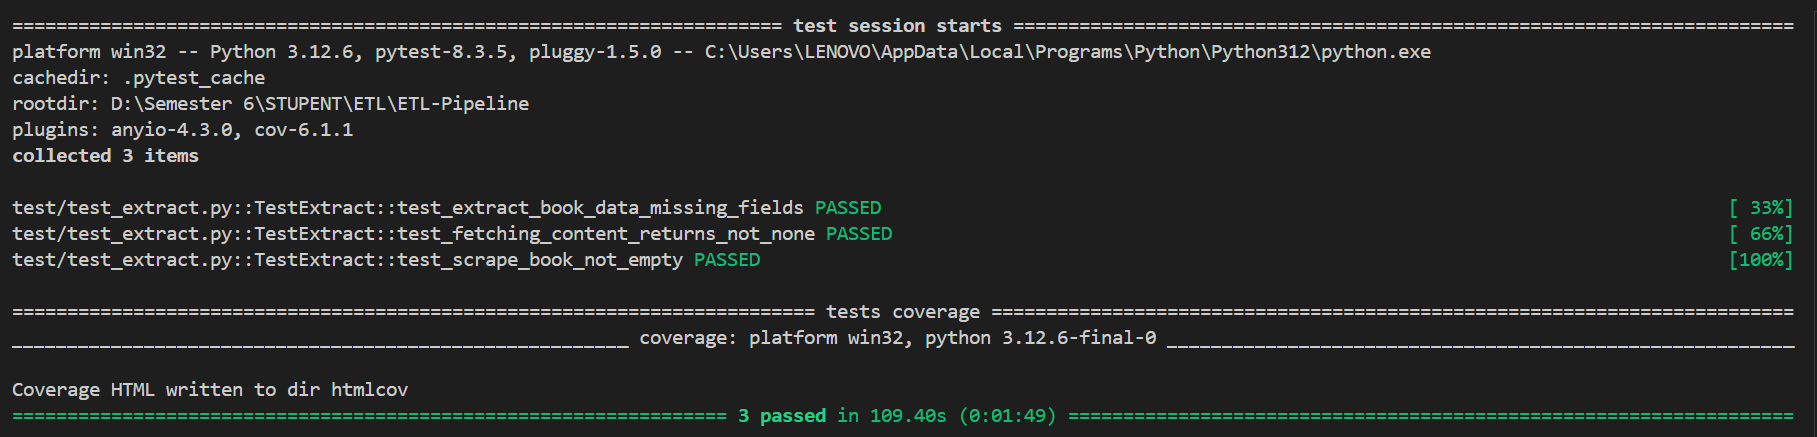 ====================================================================== test session starts =======================================================================
platform win32 -- Python 3.12.6, pytest-8.3.5, pluggy-1.5.0 -- C:\Users\LENOVO\AppData\Local\Programs\Python\Python312\python.exe
cachedir: .pytest_cache
rootdir: D:\Semester 6\STUPENT\ETL\ETL-Pipeline
plugins: anyio-4.3.0, cov-6.1.1
collected 3 items
test/test_extract.py::TestExtract::test_extract_book_data_missing_fields PASSED [ 33%]
test/test_extract.py::TestExtract::test_fetching_content_returns_not_none PASSED [ 66%]
test/test_extract.py::TestExtract::test_scrape_book_not_empty PASSED [100%]
========================================================================= tests coverage =========================================================================
________________________________________________________ coverage: platform win32, python 3.12.6-final-0 _________________________________________________________
Coverage HTML written to dir htmlcov
================================================================= 3 passed in 109.40s (0:01:49) ==================================================================